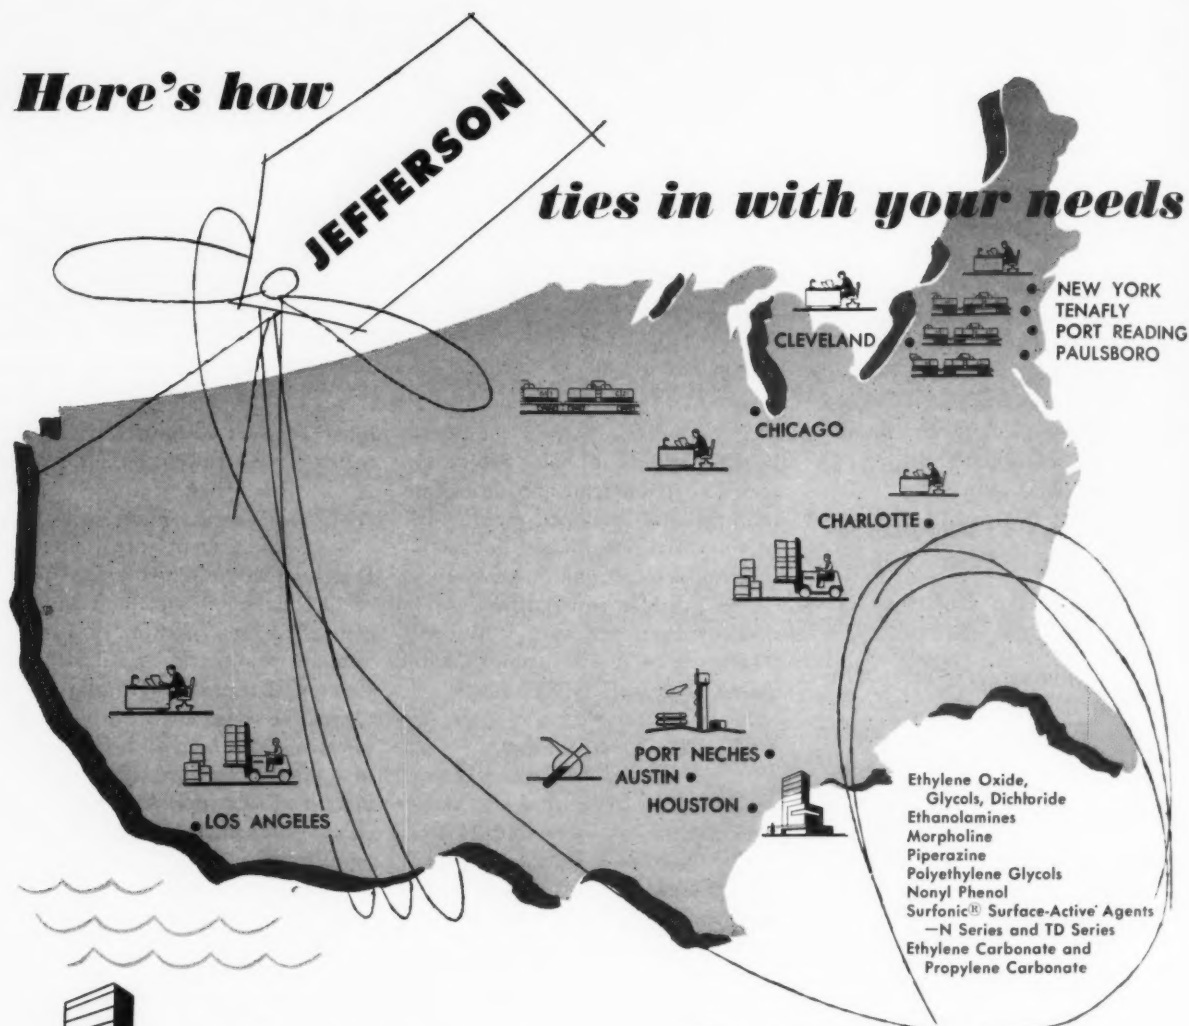 Here's how
JEFFERSON
ties in with your needs
NEW YORK
TENAFLY
PORT READING
PAULSBORO
CLEVELAND
CHICAGO
CHARLOTTE
PORT NECHES
AUSTIN
HOUSTON
LOS ANGELES
Ethylene Oxide,
Glycols, Dichloride
Ethanolamines
Morpholine
Piperazine
Polyethylene Glycols
Nonyl Phenol
Surfonic® Surface-Active Agents
—N Series and TD Series
Ethylene Carbonate and
Propylene Carbonate